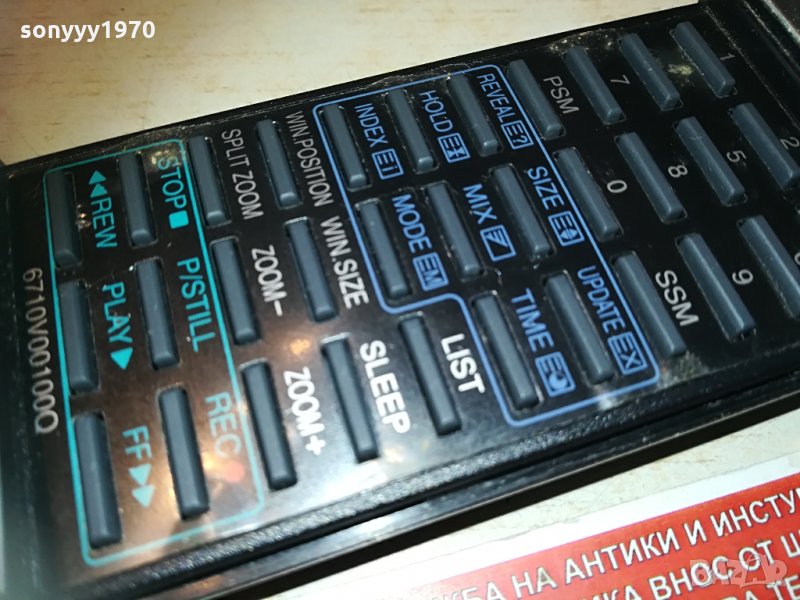 sonyyy1970
1
7
PSM
REVEAL
HOLD
INDEX
WIN.POSITION
SPLIT ZOOM
STOP
REW
2
5
8
0
SIZE
MIX
MODE
WIN.SIZE
ZOOM-
P/STILL
PLAY
9
SSM
UPDATE
TIME
LIST
SLEEP
ZOOM+
REC
FF
6710V00100Q
НА АНТИКИ И ИНСТУ
ВНОС ОТ